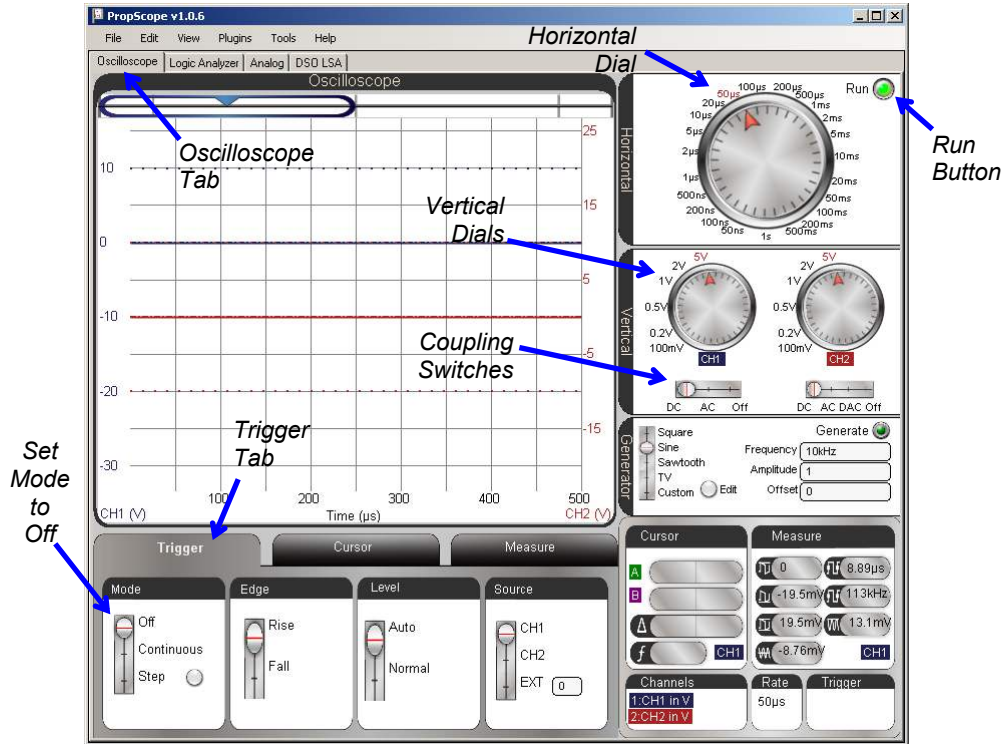 PropScope v1.0.6
File Edit View Plugins Tools Help
Oscilloscope Logic Analyzer Analog DSO LSA
Oscilloscope
Horizontal
Dial
Oscilloscope
Tab
Vertical
Dials
Coupling
Switches
Trigger
Tab
Set
Mode
to
Off
Run
Button
10
0
-10
-20
-30
25
15
5
-5
-15
100 200 300 400 500
CH1 (V) Time (µs) CH2 (V)
Horizontal
Run
50ns
100ns
200ns
500ns
1µs
2µs
5µs
10µs
20µs
50µs
100µs
200µs
500µs
1ms
2ms
5ms
10ms
20ms
50ms
100ms
200ms
500ms
1s
Vertical
5V
2V
1V
0.5V
0.2V
100mV
CH1
DC AC Off
5V
2V
1V
0.5V
0.2V
100mV
CH2
DC AC DAC Off
Generator
Square
Sine
Sawtooth
TV
Custom Edit
Generate
Frequency 10kHz
Amplitude 1
Offset 0
Trigger Cursor Measure
Mode
Off
Continuous
Step
Edge
Rise
Fall
Level
Auto
Normal
Source
CH1
CH2
EXT 0
Cursor
A
B
Δ
f CH1
Measure
0 8.89µs
-19.5mV 113kHz
19.5mV 13.1mV
-8.76mV CH1
Channels
1:CH1 in V
2:CH2 in V
Rate
50µs
Trigger